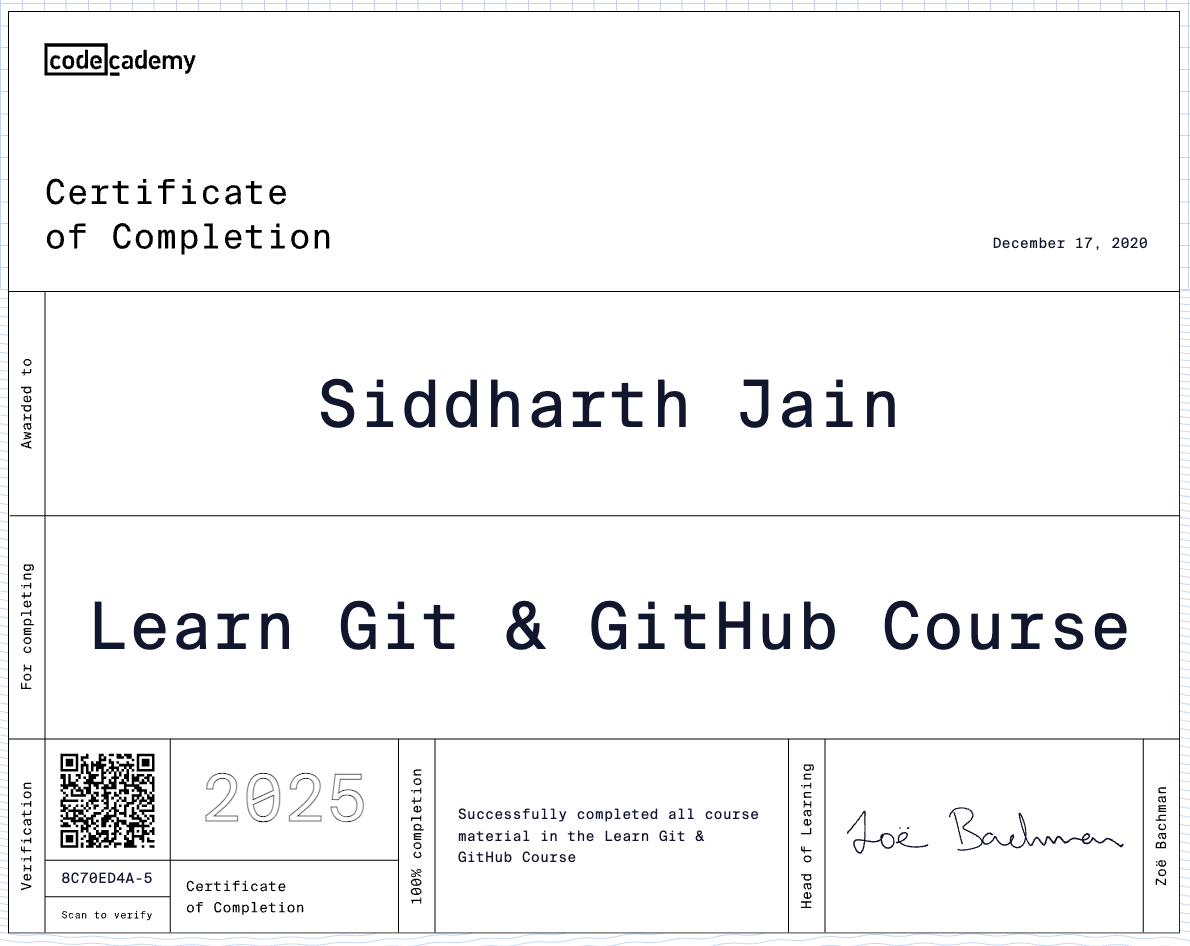 codecademy
Certificate
of Completion
December 17, 2020
Awarded to
Siddharth Jain
For completing
Learn Git & GitHub Course
Verification
8C70ED4A-5
Scan to verify
2025
Certificate
of Completion
100% completion
Successfully completed all course
material in the Learn Git &
GitHub Course
Head of Learning
Zoë Bachman
Zoë Bachman